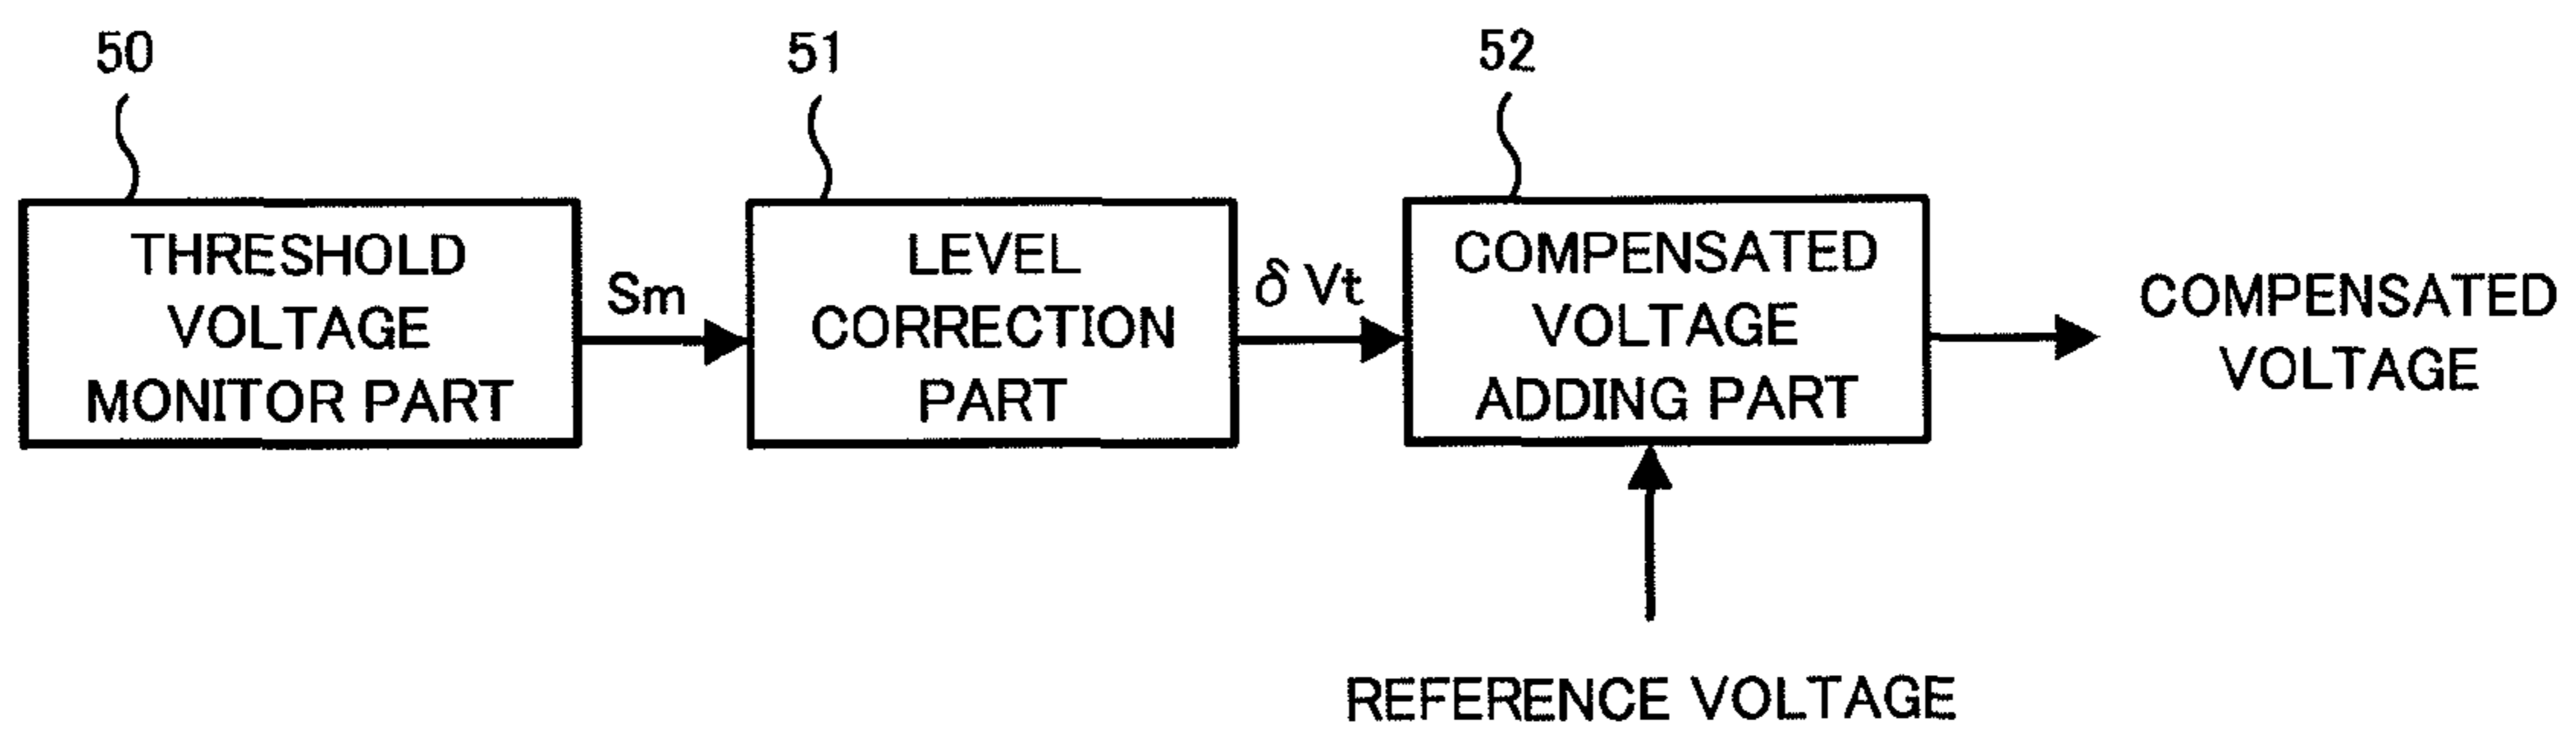 50
THRESHOLD
VOLTAGE
MONITOR PART
Sm
51
LEVEL
CORRECTION
PART
δ Vt
52
COMPENSATED
VOLTAGE
ADDING PART
COMPENSATED
VOLTAGE
REFERENCE VOLTAGE